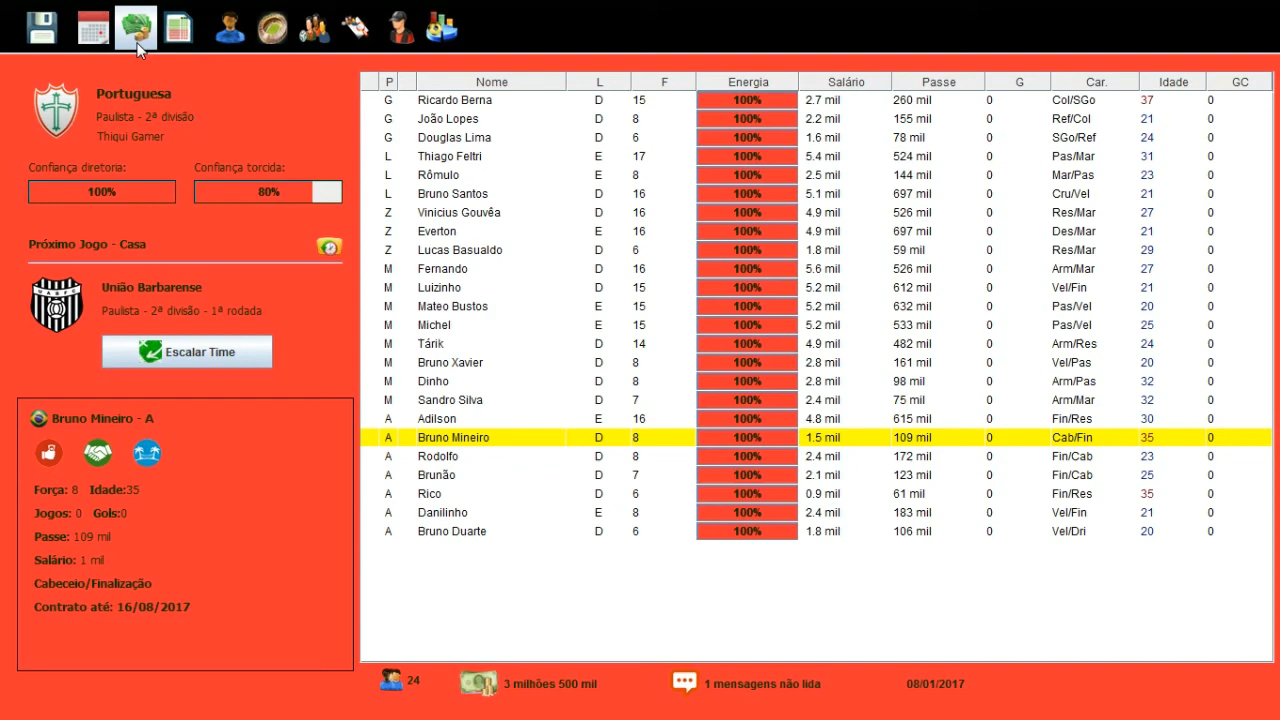 Portuguesa
Paulista - 2ª divisão
Thiqui Gamer
Confiança diretoria: Confiança torcida:
100% 80%
Próximo Jogo - Casa
União Barbarense
Paulista - 2ª divisão - 1ª rodada
Escalar Time
Bruno Mineiro - A
Força: 8 Idade:35
Jogos: 0 Gols:0
Passe: 109 mil
Salário: 1 mil
Cabeceio/Finalização
Contrato até: 16/08/2017
P Nome L F Energia Salário Passe G Car. Idade GC
G Ricardo Berna D 15 100% 2.7 mil 260 mil 0 Col/SGo 37 0
G João Lopes D 8 100% 2.2 mil 155 mil 0 Ref/Col 21 0
G Douglas Lima D 6 100% 1.6 mil 78 mil 0 SGo/Ref 24 0
L Thiago Feltri E 17 100% 5.4 mil 524 mil 0 Pas/Mar 31 0
L Rômulo E 8 100% 2.5 mil 144 mil 0 Mar/Pas 23 0
L Bruno Santos D 16 100% 5.1 mil 697 mil 0 Cru/Vel 21 0
Z Vinicius Gouvêa D 16 100% 4.9 mil 526 mil 0 Res/Mar 27 0
Z Everton E 16 100% 4.9 mil 697 mil 0 Des/Mar 21 0
Z Lucas Basualdo D 6 100% 1.8 mil 59 mil 0 Res/Mar 29 0
M Fernando D 16 100% 5.6 mil 526 mil 0 Arm/Mar 27 0
M Luizinho D 15 100% 5.2 mil 612 mil 0 Vel/Fin 21 0
M Mateo Bustos E 15 100% 5.2 mil 632 mil 0 Pas/Vel 20 0
M Michel E 15 100% 5.2 mil 533 mil 0 Pas/Vel 25 0
M Tárik D 14 100% 4.9 mil 482 mil 0 Arm/Res 24 0
M Bruno Xavier D 8 100% 2.8 mil 161 mil 0 Vel/Pas 20 0
M Dinho D 8 100% 2.8 mil 98 mil 0 Arm/Pas 32 0
M Sandro Silva D 7 100% 2.4 mil 75 mil 0 Arm/Mar 32 0
A Adilson E 16 100% 4.8 mil 615 mil 0 Fin/Res 30 0
A Bruno Mineiro D 8 100% 1.5 mil 109 mil 0 Cab/Fin 35 0
A Rodolfo D 8 100% 2.4 mil 172 mil 0 Fin/Cab 23 0
A Brunão D 7 100% 2.1 mil 123 mil 0 Fin/Cab 25 0
A Rico D 6 100% 0.9 mil 61 mil 0 Fin/Res 35 0
A Danilinho E 8 100% 2.4 mil 183 mil 0 Vel/Fin 21 0
A Bruno Duarte D 6 100% 1.8 mil 106 mil 0 Vel/Dri 20 0
24 3 milhões 500 mil 1 mensagens não lida 08/01/2017